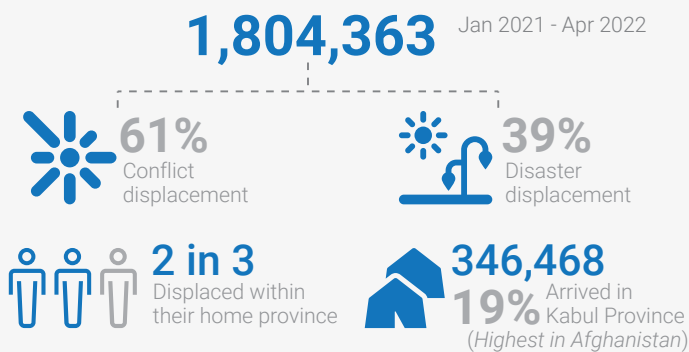 1,804,363 Jan 2021 - Apr 2022
61%
Conflict
displacement
39%
Disaster
displacement
2 in 3
Displaced within
their home province
346,468
19% Arrived in
Kabul Province
(Highest in Afghanistan)